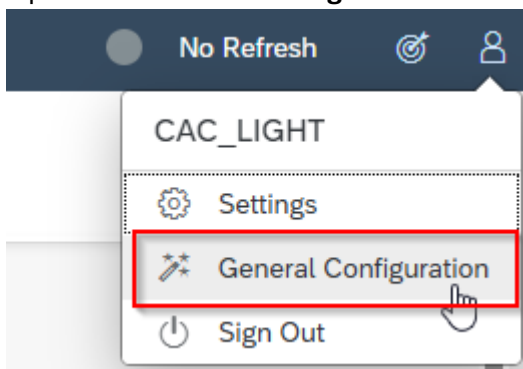 No Refresh
CAC_LIGHT
Settings
General Configuration
Sign Out